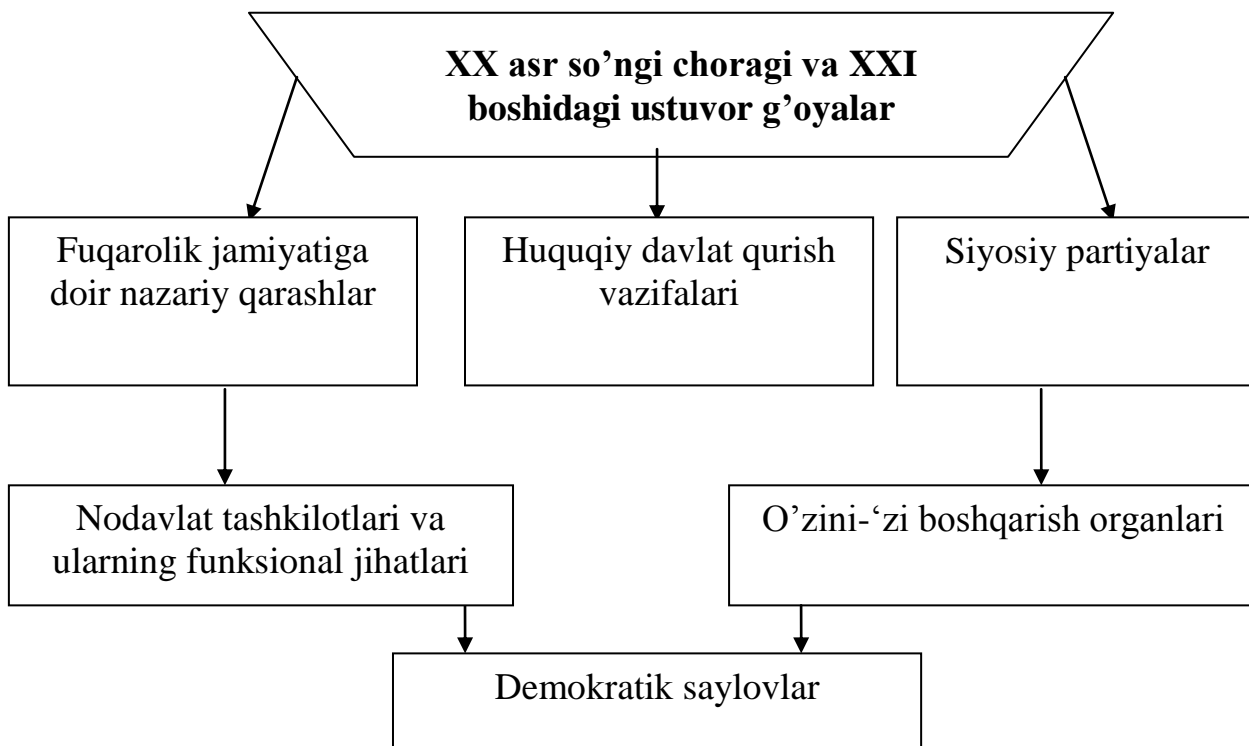 XX asr so’ngi choragi va XXI
boshidagi ustuvor g’oyalar
Fuqarolik jamiyatiga
doir nazariy qarashlar
Huquqiy davlat qurish
vazifalari
Siyosiy partiyalar
Nodavlat tashkilotlari va
ularning funksional jihatlari
O’zini-‘zi boshqarish organlari
Demokratik saylovlar